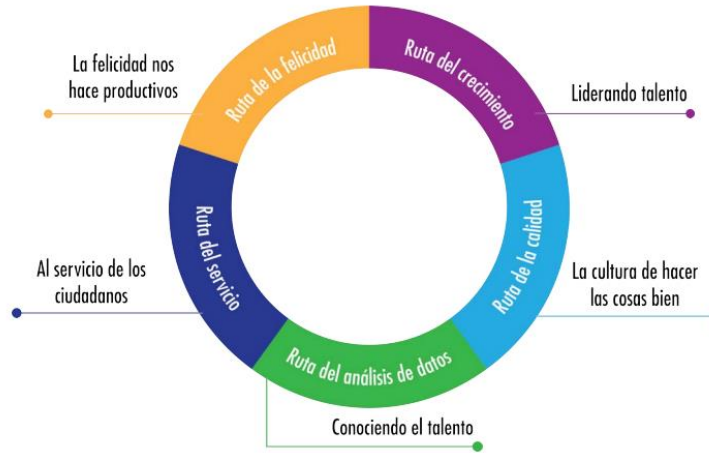 Ruta de la felicidad
Ruta del crecimiento
La felicidad nos
hace productivos
Liderando talento
Ruta del servicio
Ruta de la calidad
Al servicio de los
ciudadanos
La cultura de hacer
las cosas bien
Ruta del análisis de datos
Conociendo el talento